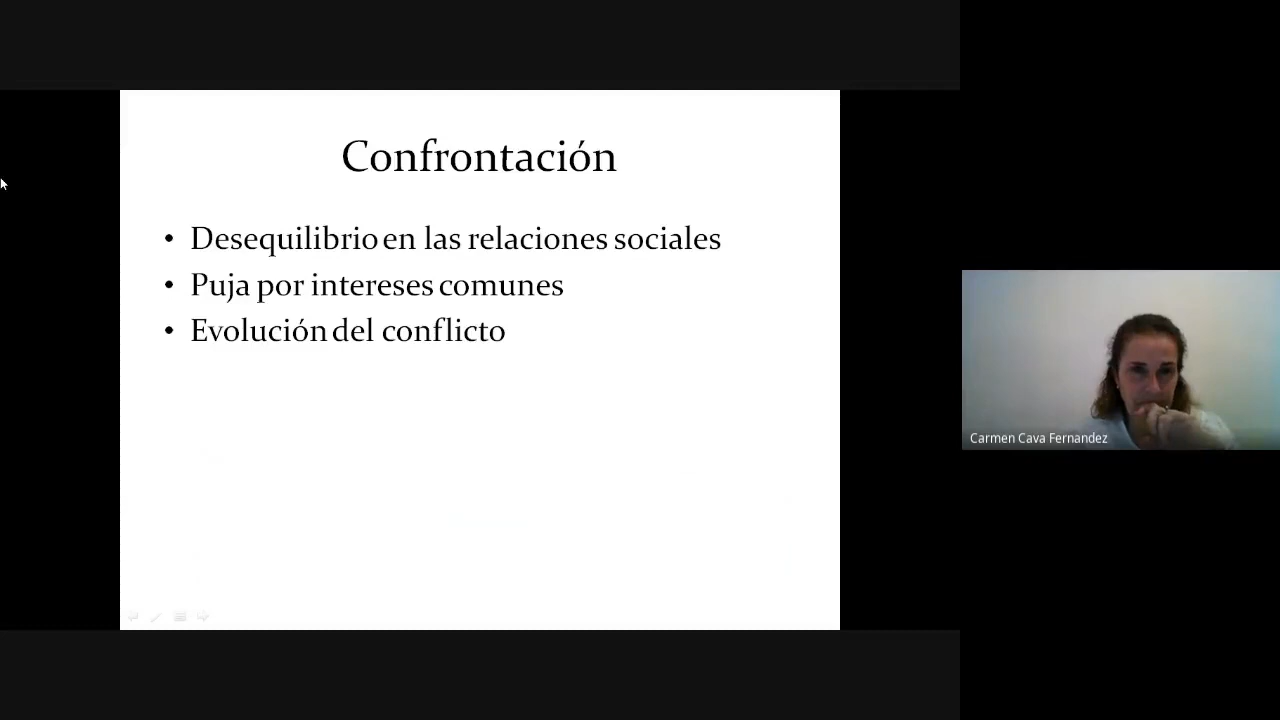 Confrontación
• Desequilibrio en las relaciones sociales
• Puja por intereses comunes
• Evolución del conflicto
Carmen Cava Fernandez